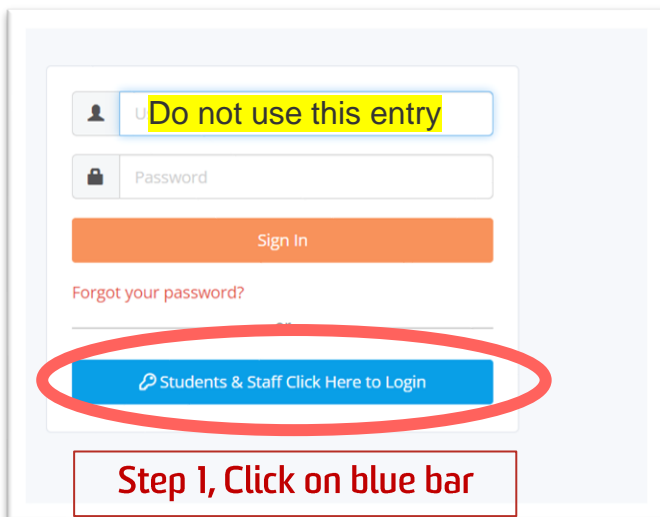 Do not use this entry
Password
Sign In
Forgot your password?
or
Students & Staff Click Here to Login
Step 1, Click on blue bar